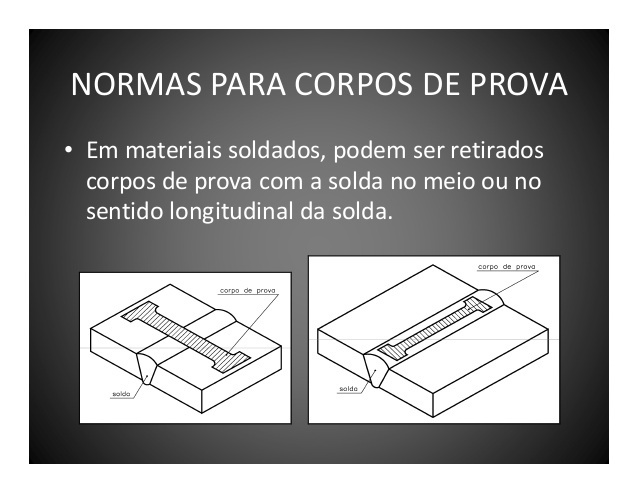 NORMAS PARA CORPOS DE PROVA
• Em materiais soldados, podem ser retirados
corpos de prova com a solda no meio ou no
sentido longitudinal da solda.
corpo de prova
solda
corpo de prova
solda